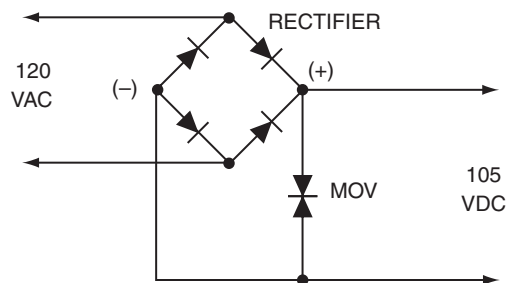 RECTIFIER
120
VAC
(–)
(+)
MOV
105
VDC